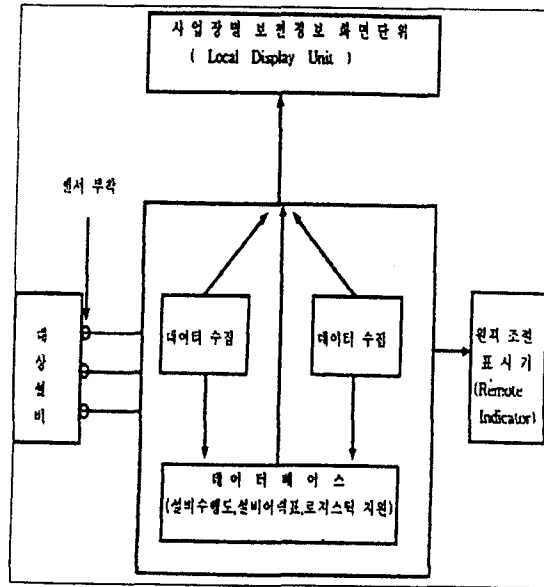 사업장별 보전정보 화면단위
( Local Display Unit )
센서 부착
대상설비
데이터 수집
데이터 수집
원격 조전
표시기
(Remote
Indicator)
데이터베이스
(설비수행도,설비이력표,로지스틱 지원)